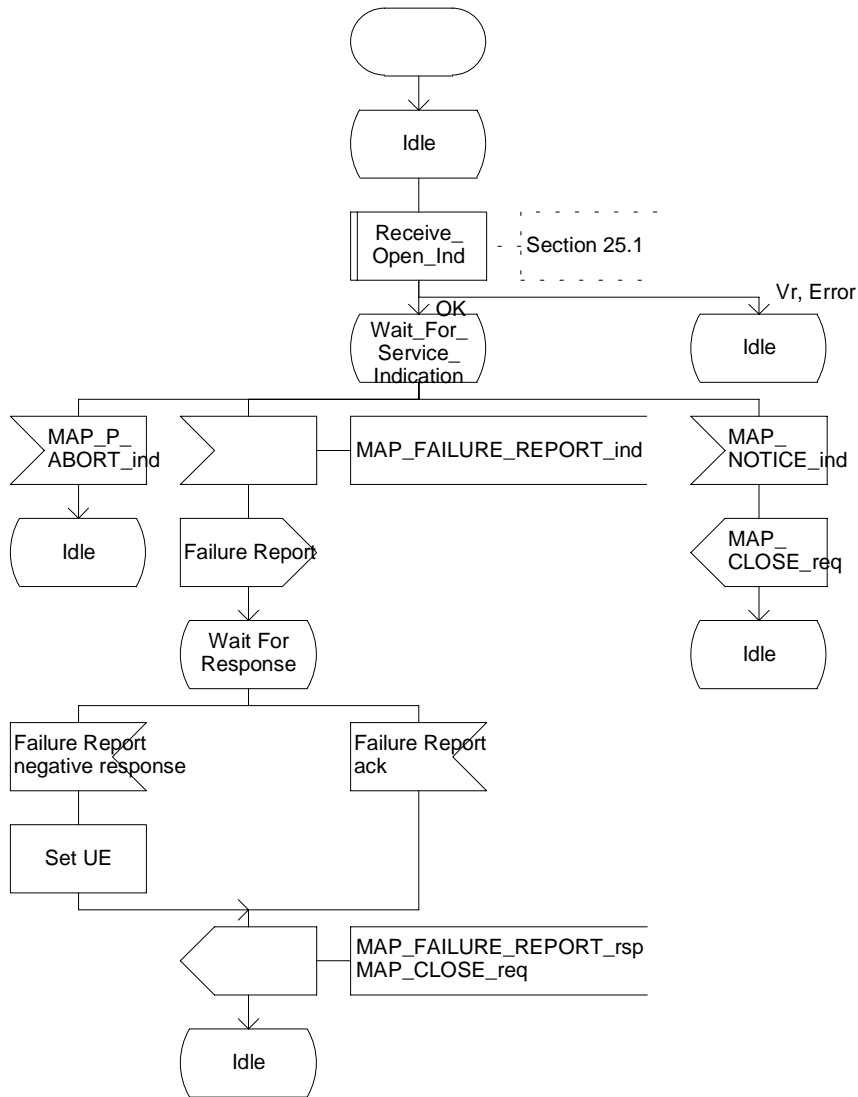 Idle
Receive_
Open_Ind
Section 25.1
Vr, Error
OK
Wait_For_
Service_
Indication
Idle
MAP_P_
ABORT_ind
MAP_FAILURE_REPORT_ind
MAP_
NOTICE_ind
Idle
Failure Report
MAP_
CLOSE_req
Wait For
Response
Idle
Failure Report
negative response
Failure Report
ack
Set UE
MAP_FAILURE_REPORT_rsp
MAP_CLOSE_req
Idle